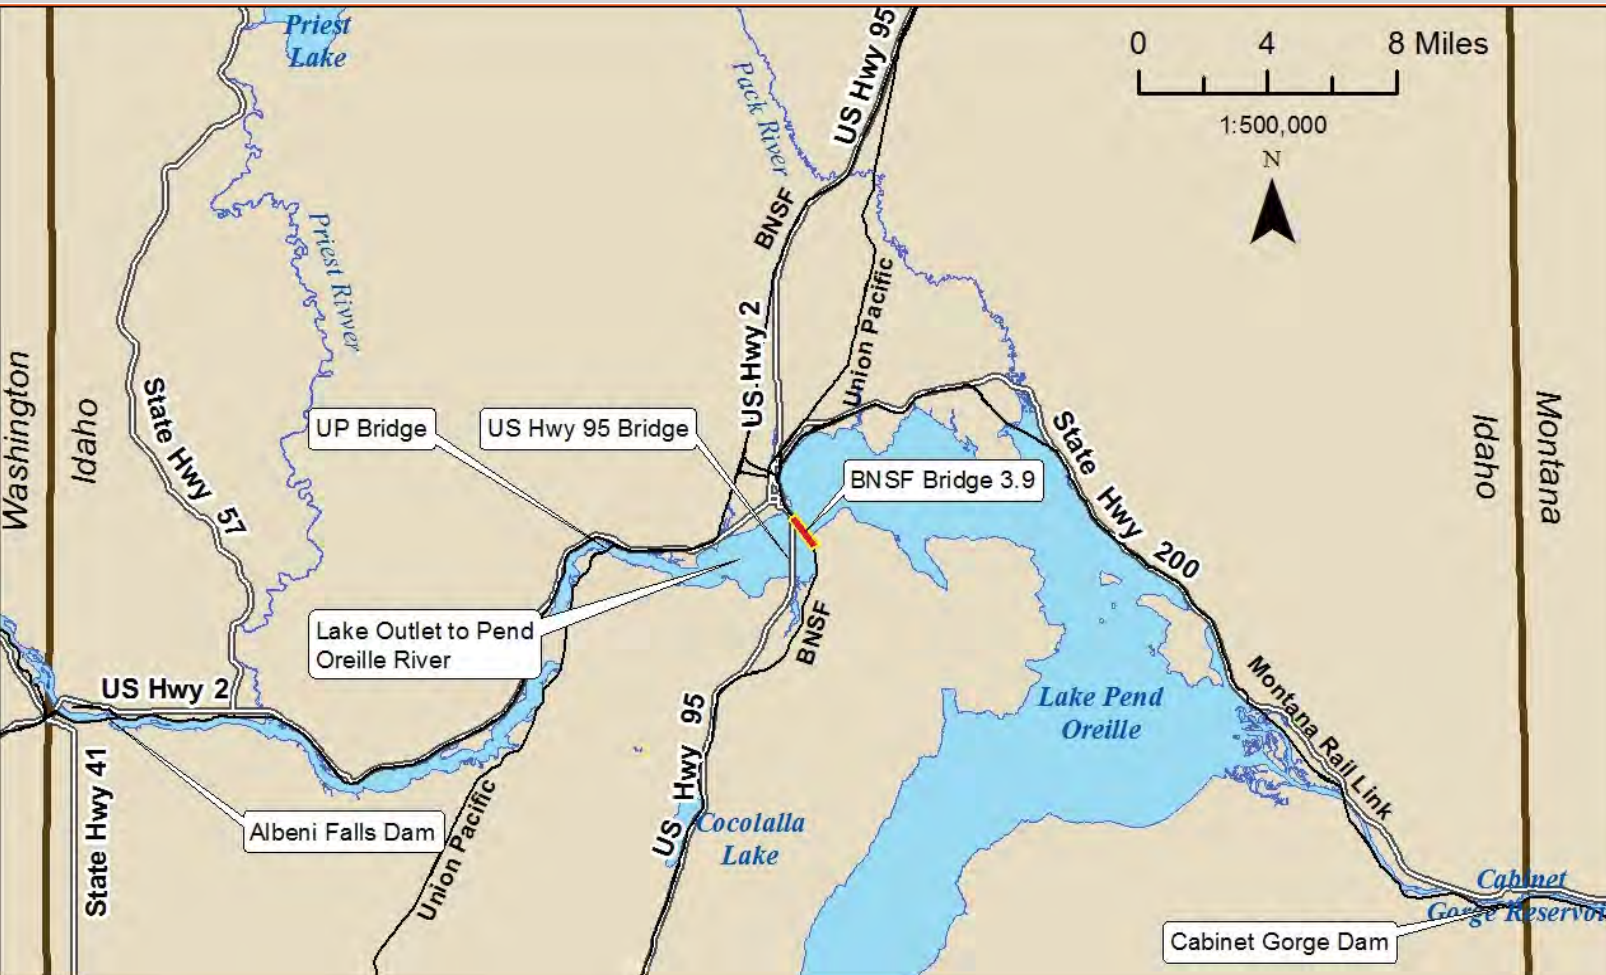 Priest
Lake
Pack River
US Hwy 95
0 4 8 Miles
1:500,000
N
BNSF
Priest Rivver
Union Pacific
US Hwy 2
Washington
Idaho
State Hwy 57
UP Bridge
US Hwy 95 Bridge
BNSF Bridge 3.9
State Hwy 200
Idaho
Montana
Lake Outlet to Pend
Oreille River
BNSF
US Hwy 2
US Hwy 95
Lake Pend
Oreille
Montana Rail Link
State Hwy 41
Albeni Falls Dam
Union Pacific
Cocolalla
Lake
Cabinet
Gorge Reservoi
Cabinet Gorge Dam